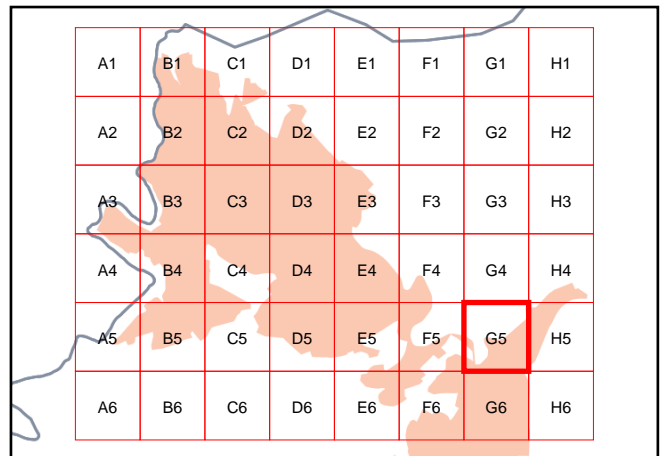 A1 B1 C1 D1 E1 F1 G1 H1
A2 B2 C2 D2 E2 F2 G2 H2
A3 B3 C3 D3 E3 F3 G3 H3
A4 B4 C4 D4 E4 F4 G4 H4
A5 B5 C5 D5 E5 F5 G5 H5
A6 B6 C6 D6 E6 F6 G6 H6